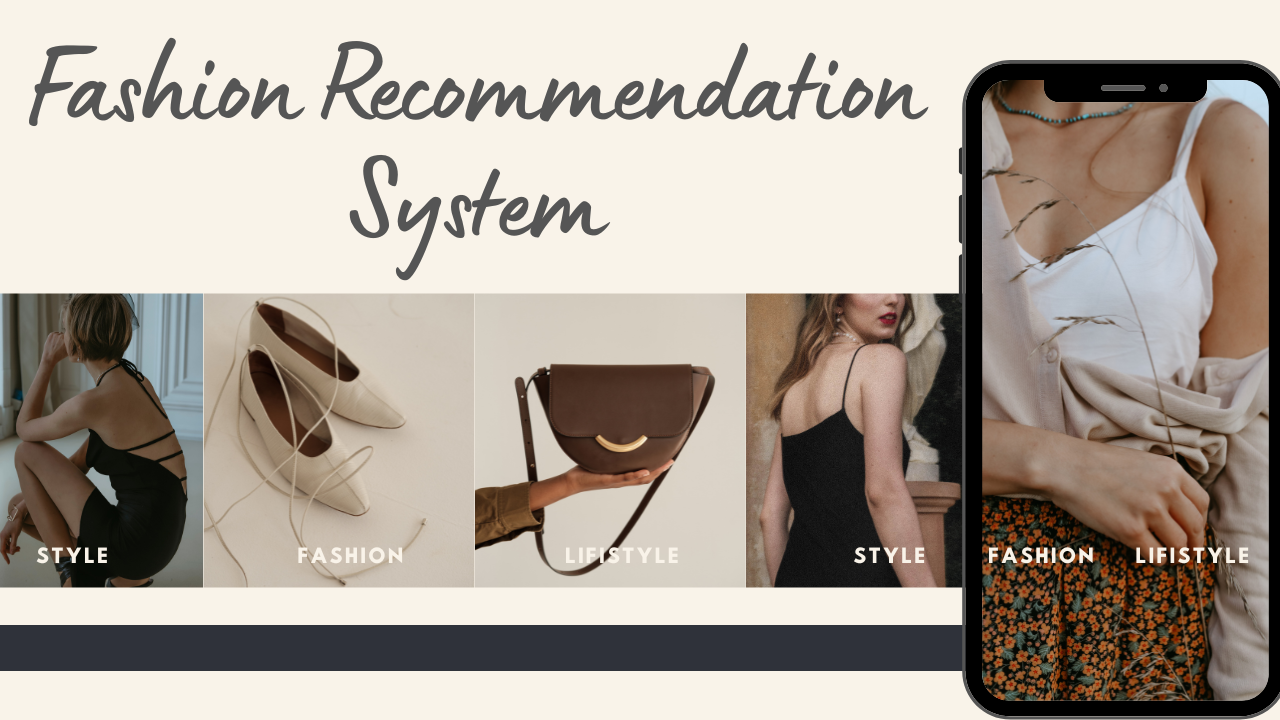 Fashion Recommendation
System
STYLE
FASHION
LIFISTYLE
STYLE
FASHION
LIFISTYLE